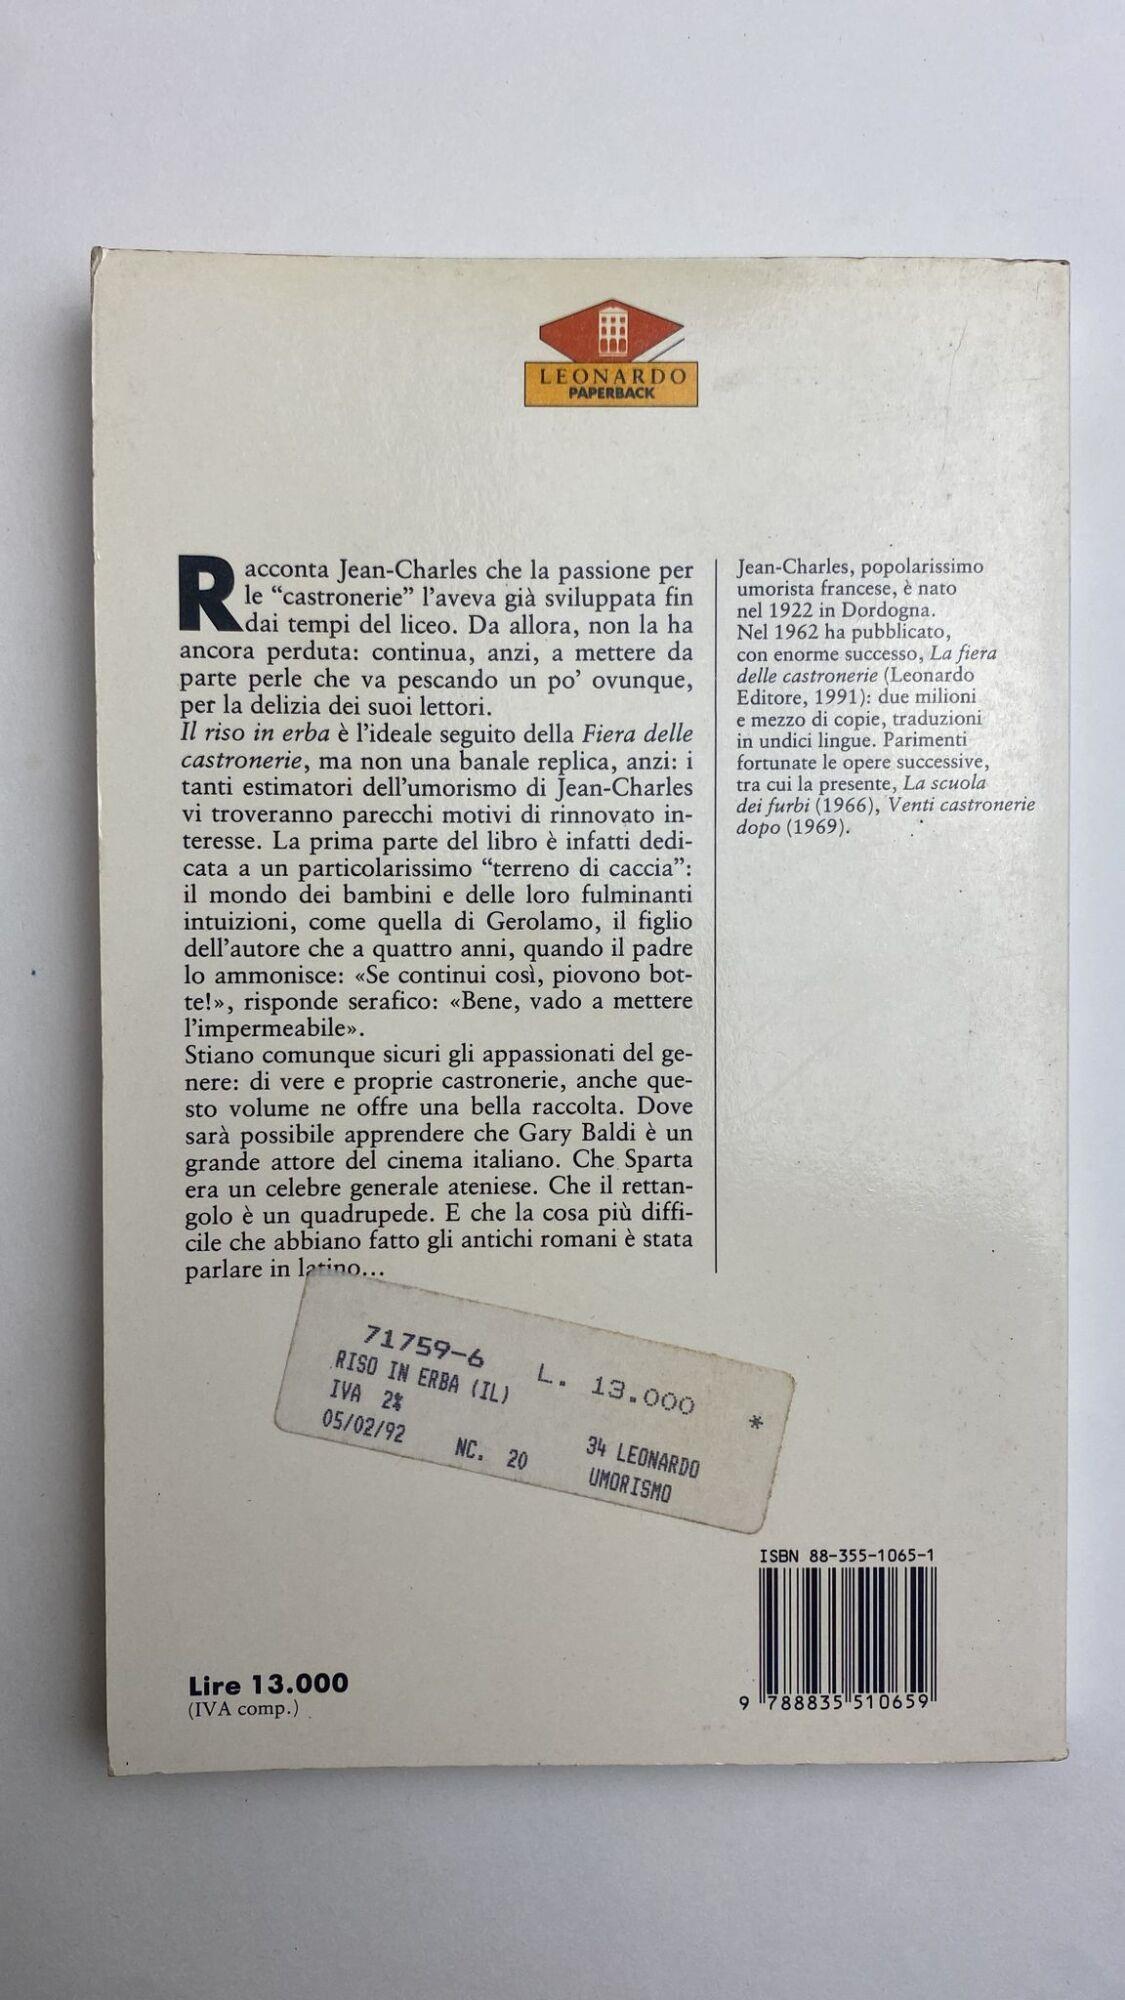 LEONARDO
PAPERBACK
Racconta Jean-Charles che la passione per
le “castronerie” l’aveva già sviluppata fin
dai tempi del liceo. Da allora, non la ha
ancora perduta: continua, anzi, a mettere da
parte perle che va pescando un po’ ovunque,
per la delizia dei suoi lettori.
Il riso in erba è l’ideale seguito della Fiera delle
castronerie, ma non una banale replica, anzi: i
tanti estimatori dell’umorismo di Jean-Charles
vi troveranno parecchi motivi di rinnovato in-
teresse. La prima parte del libro è infatti dedi-
cata a un particolarissimo “terreno di caccia”:
il mondo dei bambini e delle loro fulminanti
intuizioni, come quella di Gerolamo, il figlio
dell’autore che a quattro anni, quando il padre
lo ammonisce: «Se continui così, piovono bot-
te!», risponde serafico: «Bene, vado a mettere
l’impermeabile».
Stiano comunque sicuri gli appassionati del ge-
nere: di vere e proprie castronerie, anche que-
sto volume ne offre una bella raccolta. Dove
sarà possibile apprendere che Gary Baldi è un
grande attore del cinema italiano. Che Sparta
era un celebre generale ateniese. Che il rettan-
golo è un quadrupede. E che la cosa più diffi-
cile che abbiano fatto gli antichi romani è stata
parlare in latino...
Jean-Charles, popolarissimo
umorista francese, è nato
nel 1922 in Dordogna.
Nel 1962 ha pubblicato,
con enorme successo, La fiera
delle castronerie (Leonardo
Editore, 1991): due milioni
e mezzo di copie, traduzioni
in undici lingue. Parimenti
fortunate le opere successive,
tra cui la presente, La scuola
dei furbi (1966), Venti castronerie
dopo (1969).
71759-6 L. 13.000 *
RISO IN ERBA (IL)
IVA 2%
05/02/92 NC. 20 34 LEONARDO
UMORISMO
ISBN 88-355-1065-1
9 788835 510659
Lire 13.000
(IVA comp.)